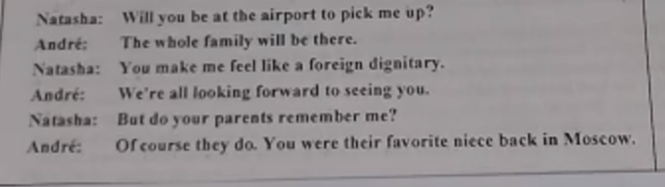 Natasha: Will you be at the airport to pick me up?
André: The whole family will be there.
Natasha: You make me feel like a foreign dignitary.
André: We're all looking forward to seeing you.
Natasha: But do your parents remember me?
André: Of course they do. You were their favorite niece back in Moscow.